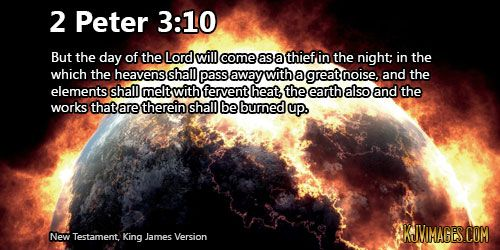 2 Peter 3:10
But the day of the Lord will come as a thief in the night; in the
which the heavens shall pass away with a great noise, and the
elements shall melt with fervent heat, the earth also and the
works that are therein shall be burned up.
New Testament, King James Version
KJVIMAGES.COM